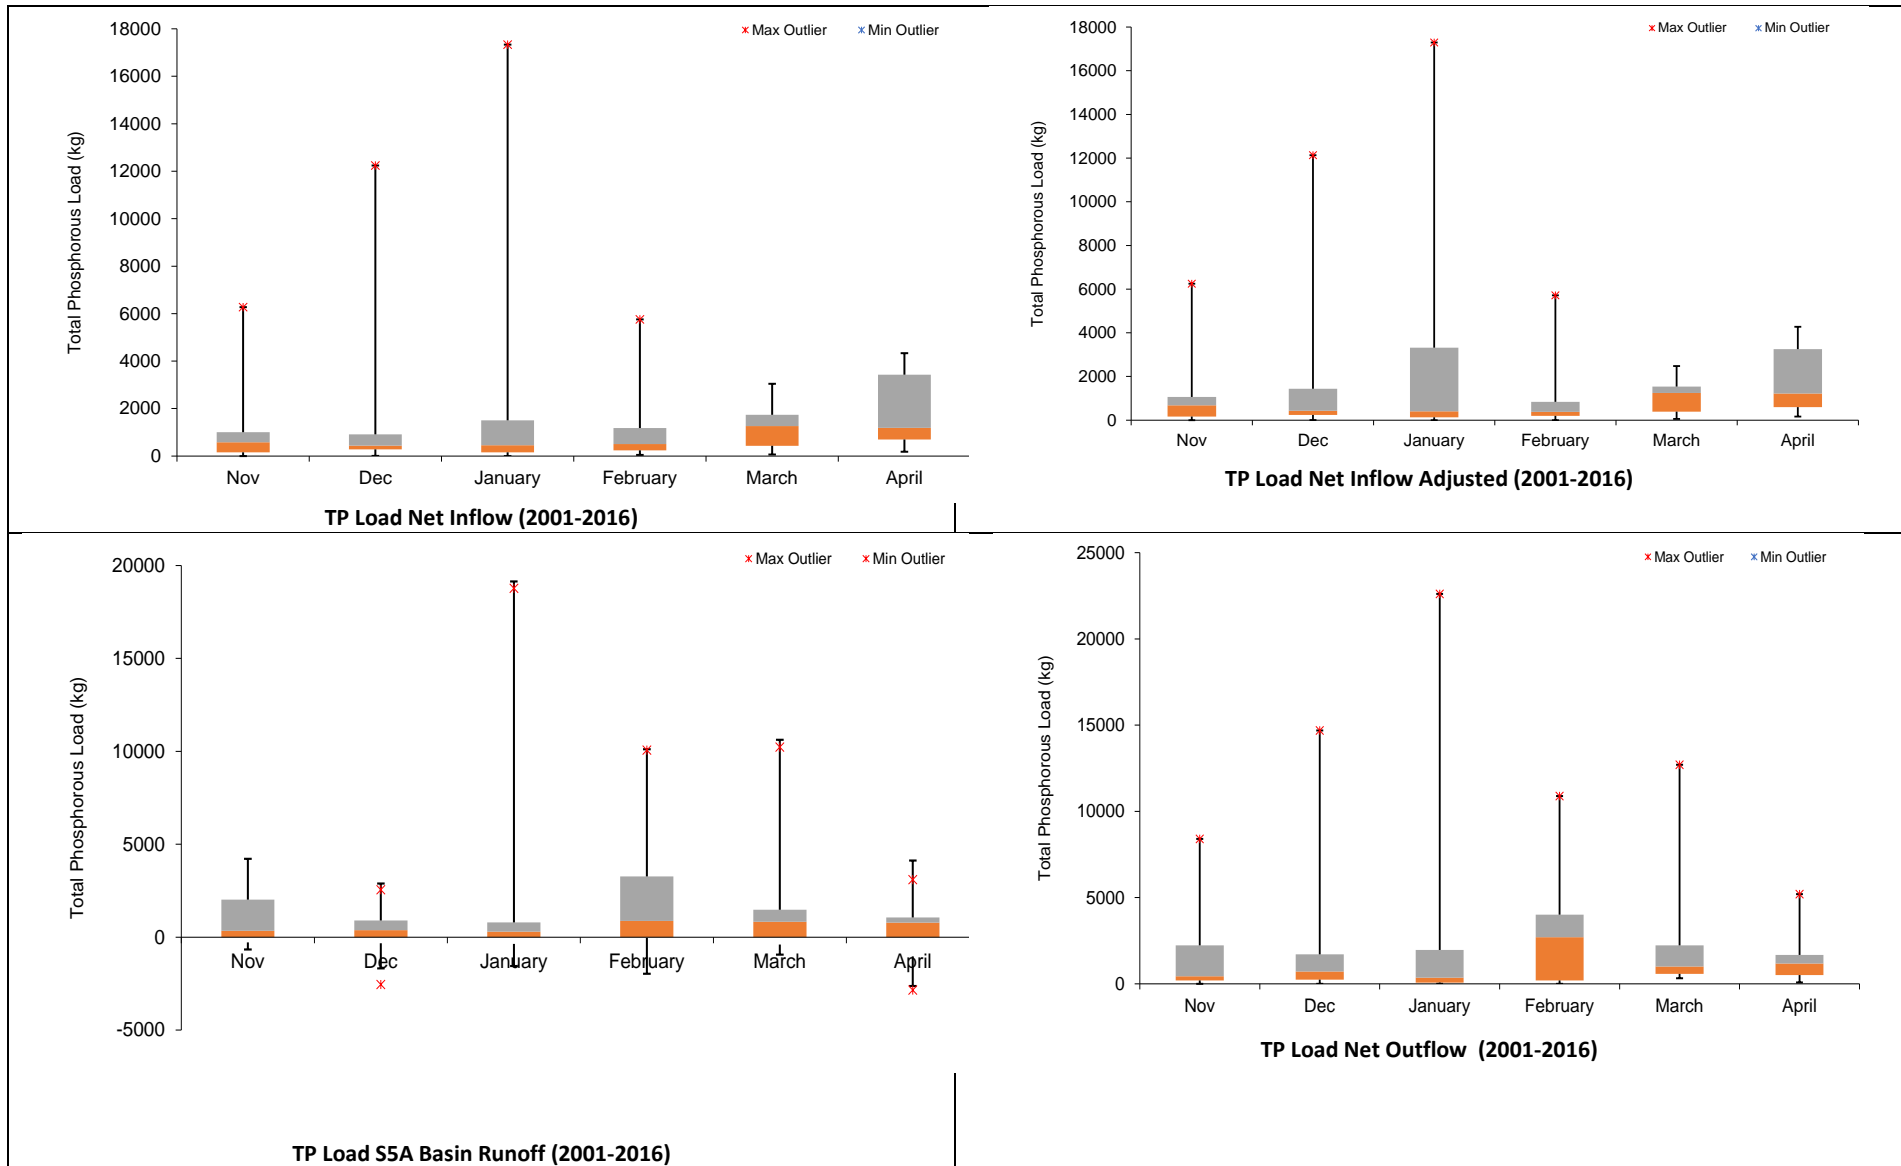 Max Outlier Min Outlier
18000
16000
14000
12000
10000
8000
6000
4000
2000
0
Total Phosphorous Load (kg)
Nov Dec January February March April
TP Load Net Inflow (2001-2016)
Max Outlier Min Outlier
18000
16000
14000
12000
10000
8000
6000
4000
2000
0
Total Phosphorous Load (kg)
Nov Dec January February March April
TP Load Net Inflow Adjusted (2001-2016)
Max Outlier Min Outlier
20000
15000
10000
5000
0
-5000
Total Phosphorous Load (kg)
Nov Dec January February March April
TP Load S5A Basin Runoff (2001-2016)
Max Outlier Min Outlier
25000
20000
15000
10000
5000
0
Total Phosphorous Load (kg)
Nov Dec January February March April
TP Load Net Outflow (2001-2016)